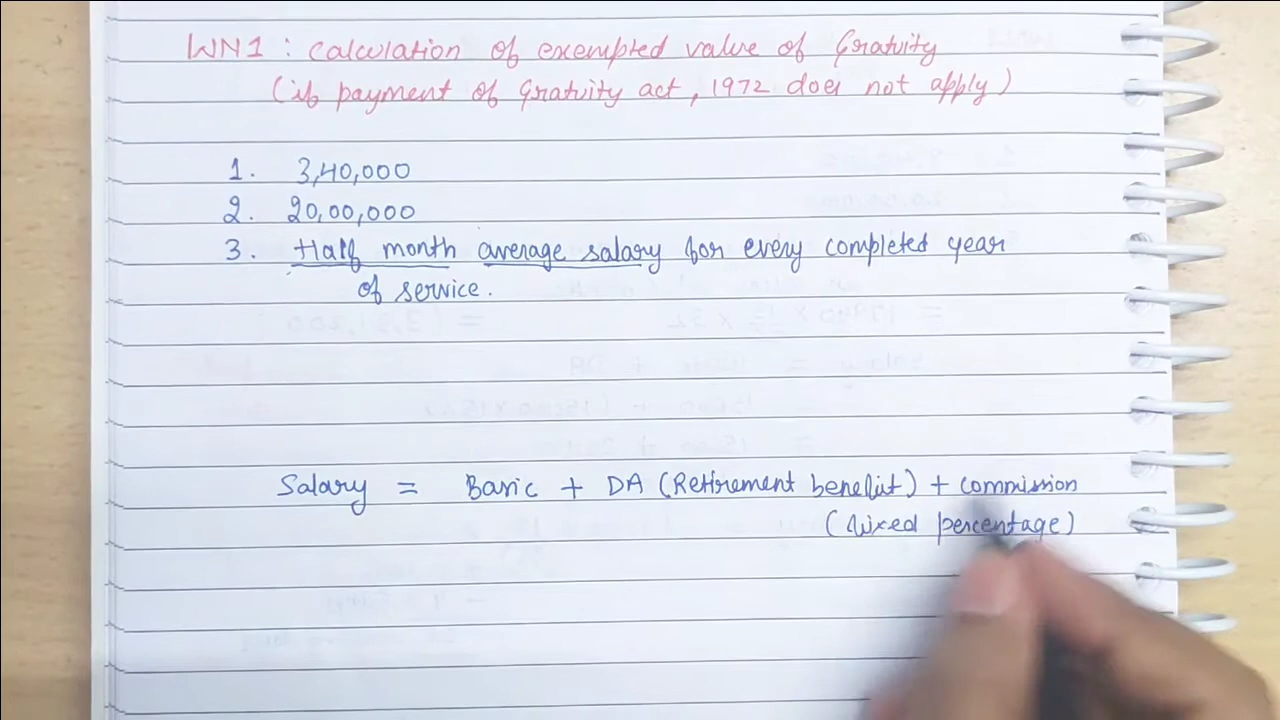 WN1 : Calculation of exempted value of Gratuity
(if payment of Gratuity act, 1972 does not apply)
1. 3,40,000
2. 20,00,000
3. Half month average salary for every completed year
of service.
Salary = Basic + DA (Retirement benefit) + Commission
(fixed percentage)